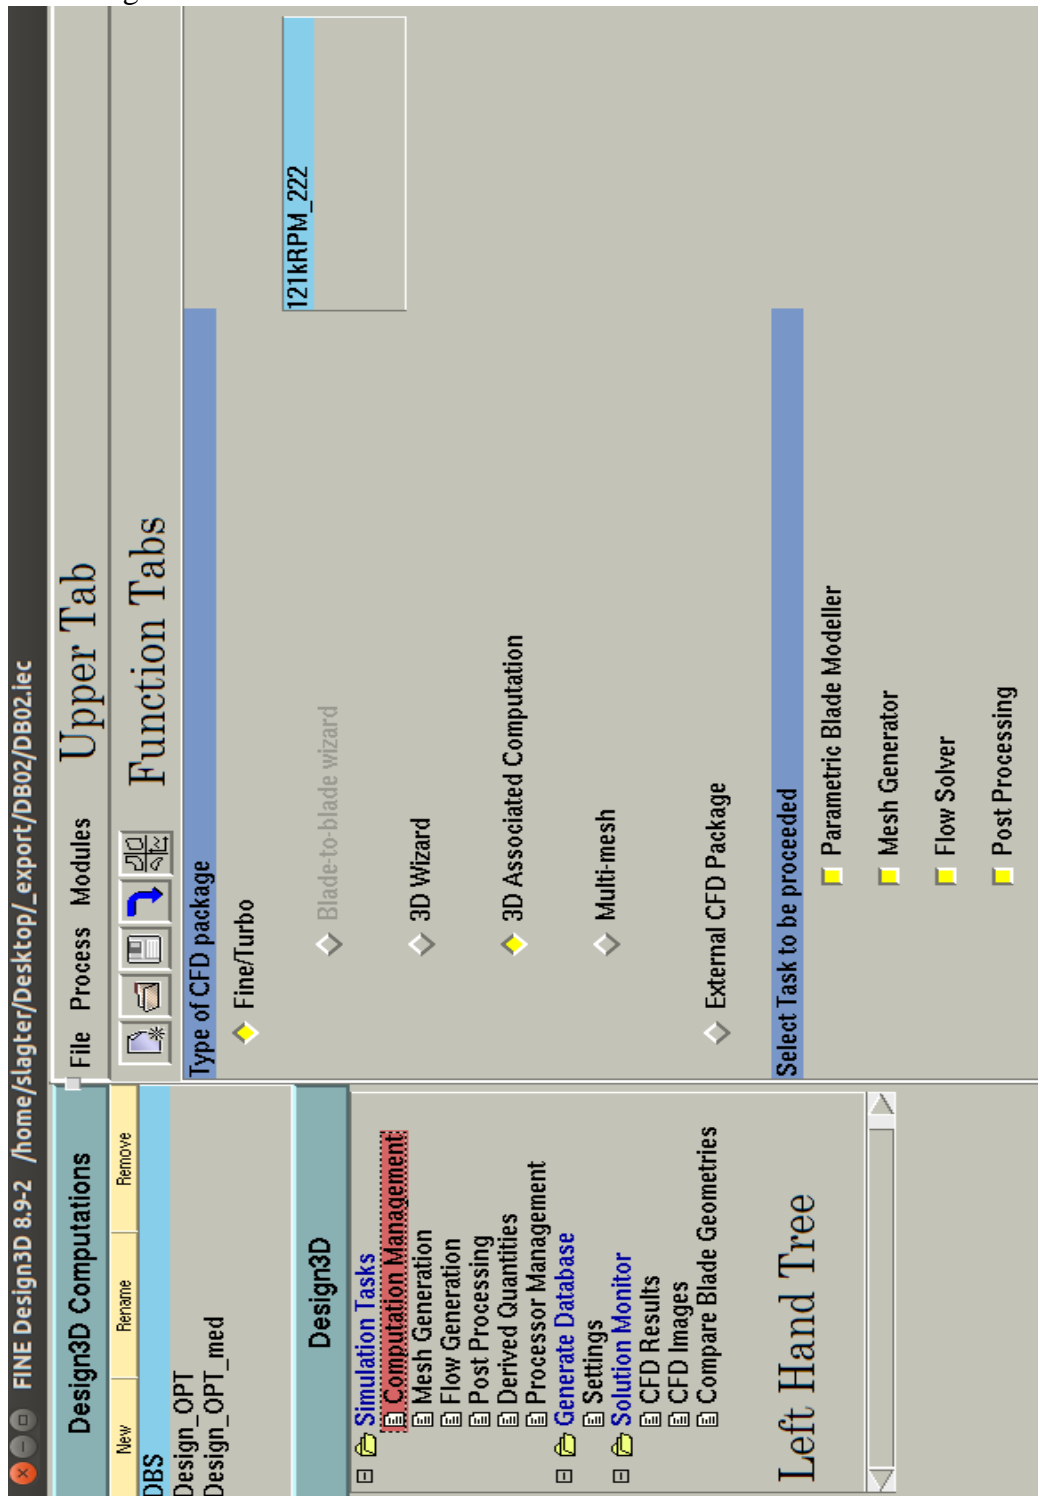 FINE Design3D 8.9-2 /home/slagter/Desktop/_export/DB02/DB02.iec
Design3D Computations
New Rename Remove
DBS
Design_OPT
Design_OPT_med
Design3D
Simulation Tasks
Computation Management
Mesh Generation
Flow Generation
Post Processing
Derived Quantities
Processor Management
Generate Database
Settings
Solution Monitor
CFD Results
CFD Images
Compare Blade Geometries
Left Hand Tree
File Process Modules Upper Tab
Function Tabs
Type of CFD package
Fine/Turbo
121kRPM_222
Blade-to-blade wizard
3D Wizard
3D Associated Computation
Multi-mesh
External CFD Package
Select Task to be proceeded
Parametric Blade Modeller
Mesh Generator
Flow Solver
Post Processing